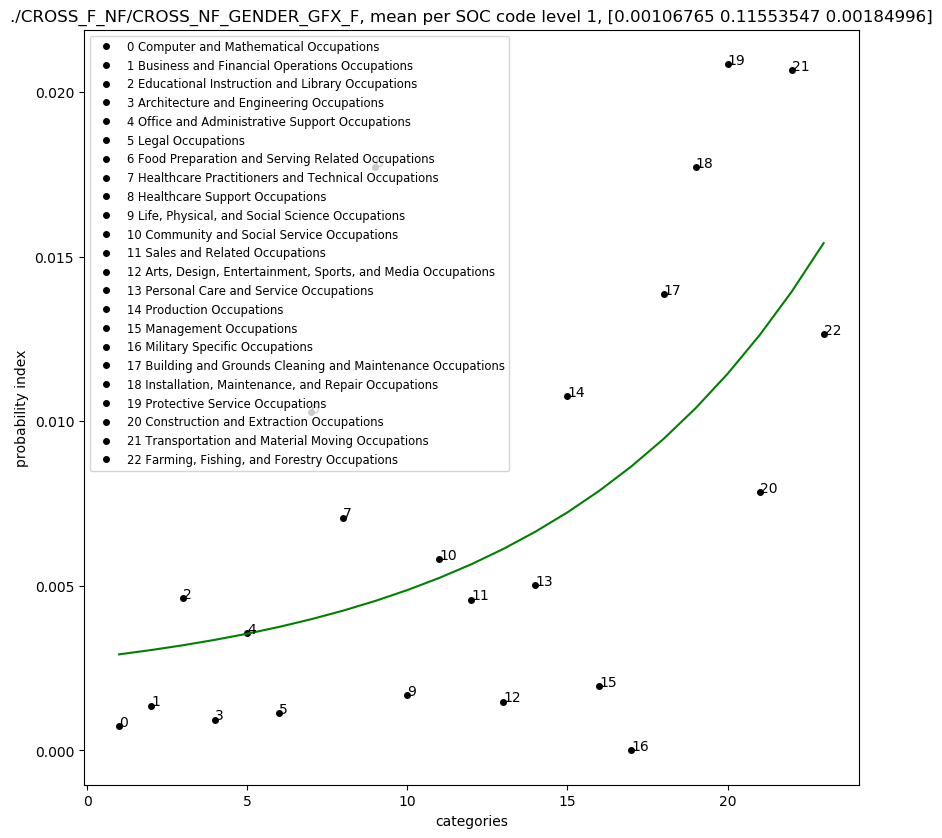 ./CROSS_F_NF/CROSS_NF_GENDER_GFX_F, mean per SOC code level 1, [0.00106765 0.11553547 0.00184996]
0 Computer and Mathematical Occupations
1 Business and Financial Operations Occupations
2 Educational Instruction and Library Occupations
3 Architecture and Engineering Occupations
4 Office and Administrative Support Occupations
5 Legal Occupations
6 Food Preparation and Serving Related Occupations
7 Healthcare Practitioners and Technical Occupations
8 Healthcare Support Occupations
9 Life, Physical, and Social Science Occupations
10 Community and Social Service Occupations
11 Sales and Related Occupations
12 Arts, Design, Entertainment, Sports, and Media Occupations
13 Personal Care and Service Occupations
14 Production Occupations
15 Management Occupations
16 Military Specific Occupations
17 Building and Grounds Cleaning and Maintenance Occupations
18 Installation, Maintenance, and Repair Occupations
19 Protective Service Occupations
20 Construction and Extraction Occupations
21 Transportation and Material Moving Occupations
22 Farming, Fishing, and Forestry Occupations
19
21
18
17
22
14
20
7
10
13
11
2
4
15
9
12
1
5
3
0
16
0.020
0.015
0.010
0.005
0.000
probability index
0
5
10
15
20
categories